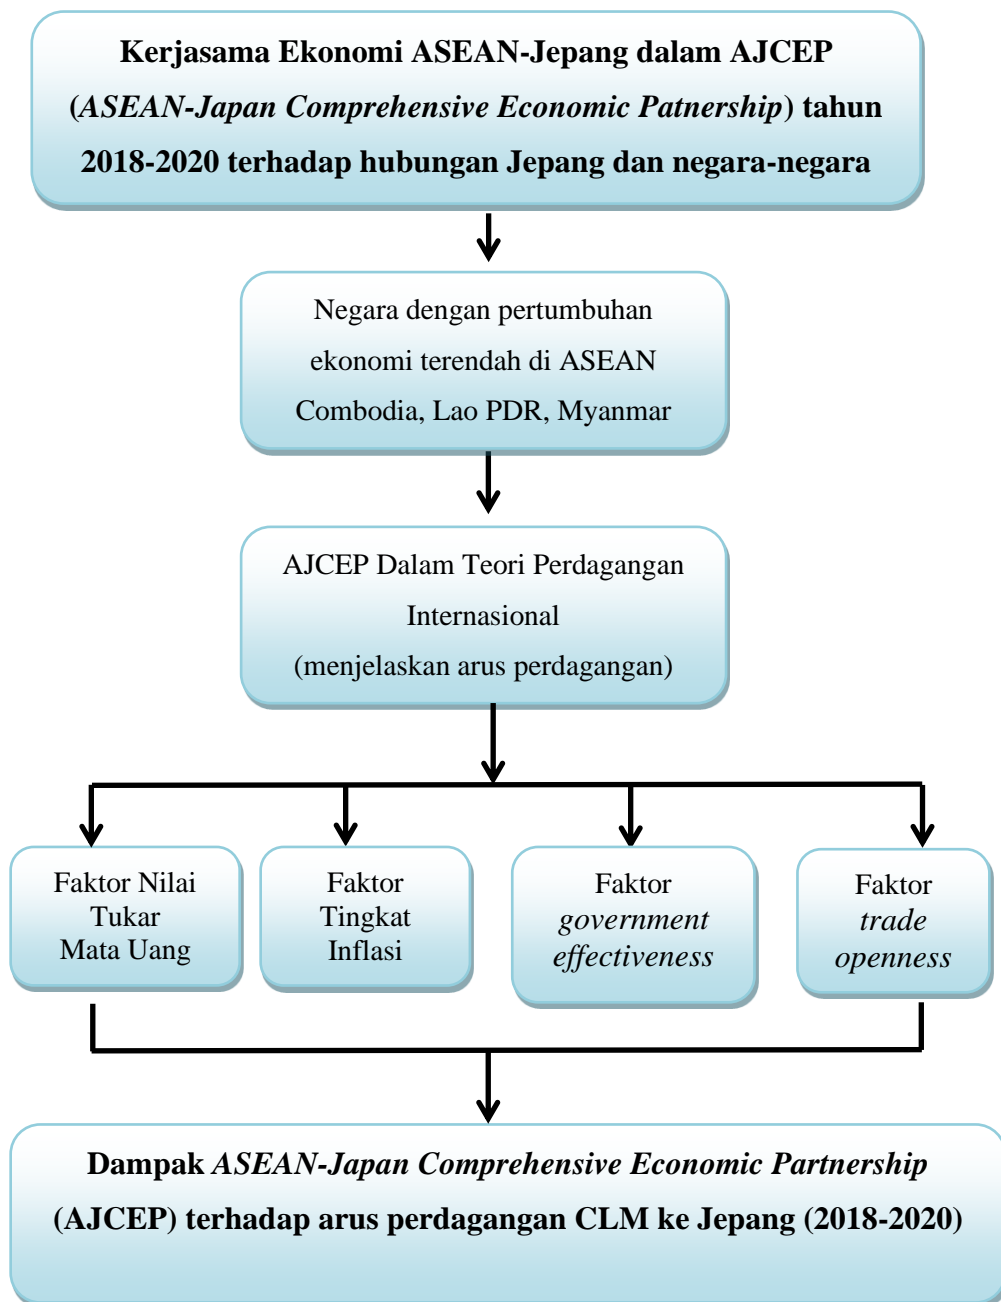 Kerjasama Ekonomi ASEAN-Jepang dalam AJCEP
(ASEAN-Japan Comprehensive Economic Patnership) tahun
2018-2020 terhadap hubungan Jepang dan negara-negara
Negara dengan pertumbuhan
ekonomi terendah di ASEAN
Combodia, Lao PDR, Myanmar
AJCEP Dalam Teori Perdagangan
Internasional
(menjelaskan arus perdagangan)
Faktor Nilai
Tukar
Mata Uang
Faktor
Tingkat
Inflasi
Faktor
government
effectiveness
Faktor
trade
openness
Dampak ASEAN-Japan Comprehensive Economic Partnership
(AJCEP) terhadap arus perdagangan CLM ke Jepang (2018-2020)